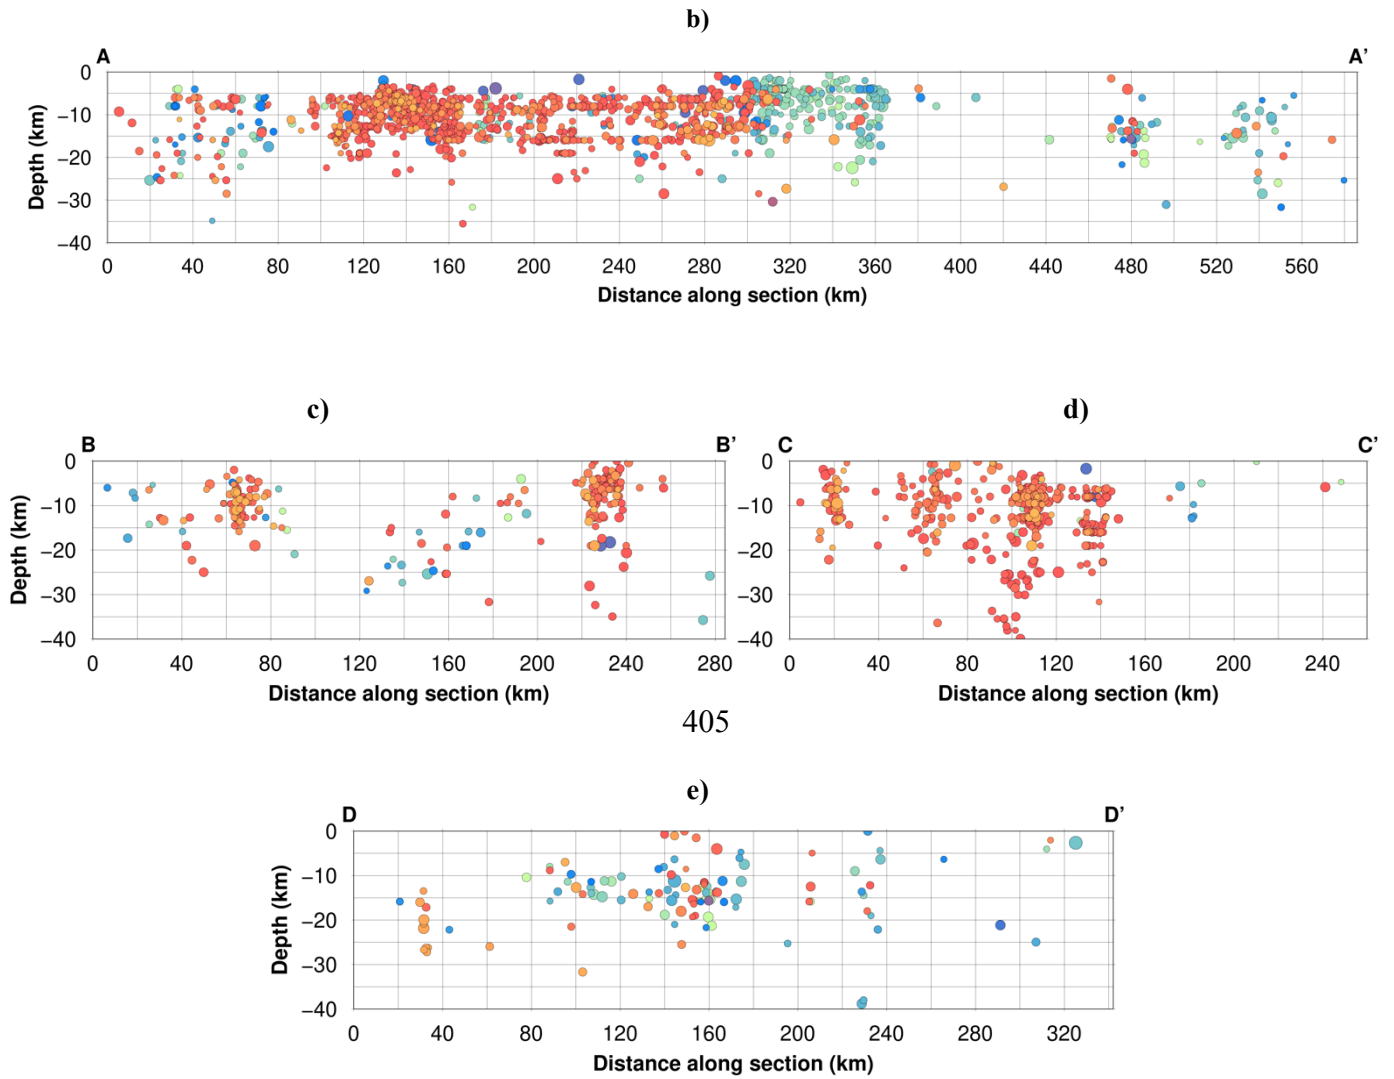 b)
A A’
0
−10
−20
−30
−40
Depth (km)
0 40 80 120 160 200 240 280 320 360 400 440 480 520 560
Distance along section (km)
c) d)
B B’ C C’
0
−10
−20
−30
−40
Depth (km)
0 40 80 120 160 200 240 280
Distance along section (km)
0
−10
−20
−30
−40
Depth (km)
0 40 80 120 160 200 240
Distance along section (km)
405
e)
D D’
0
−10
−20
−30
−40
Depth (km)
0 40 80 120 160 200 240 280 320
Distance along section (km)